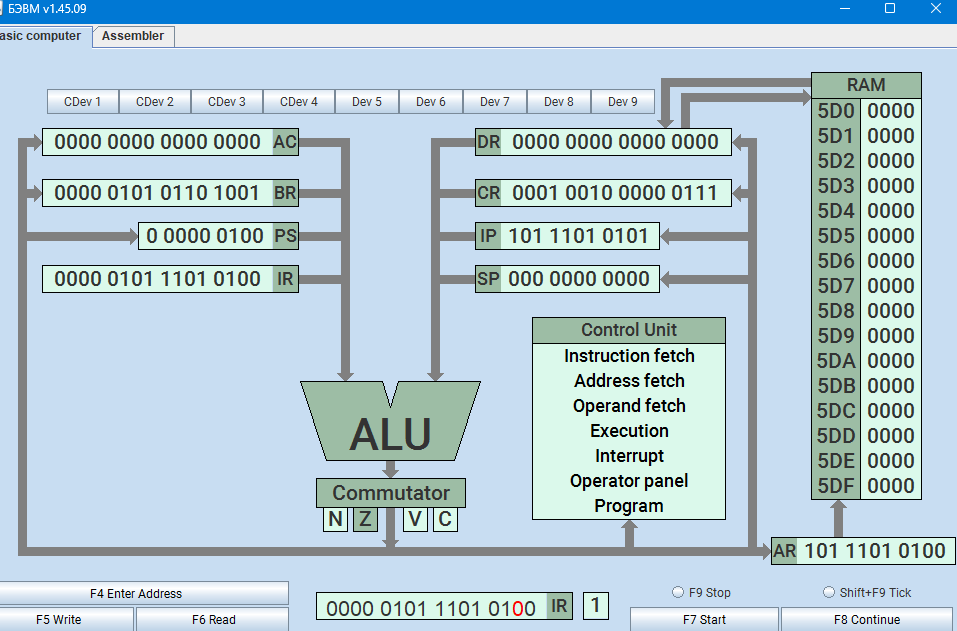 БЭВМ v1.45.09
asic computer Assembler
CDev 1 CDev 2 CDev 3 CDev 4 Dev 5 Dev 6 Dev 7 Dev 8 Dev 9
0000 0000 0000 0000 AC
0000 0101 0110 1001 BR
0 0000 0100 PS
0000 0101 1101 0100 IR
DR 0000 0000 0000 0000
CR 0001 0010 0000 0111
IP 101 1101 0101
SP 000 0000 0000
RAM
5D0 0000
5D1 0000
5D2 0000
5D3 0000
5D4 0000
5D5 0000
5D6 0000
5D7 0000
5D8 0000
5D9 0000
5DA 0000
5DB 0000
5DC 0000
5DD 0000
5DE 0000
5DF 0000
Control Unit
Instruction fetch
Address fetch
Operand fetch
Execution
Interrupt
Operator panel
Program
ALU
Commutator
N Z V C
AR 101 1101 0100
F4 Enter Address
F5 Write F6 Read
0000 0101 1101 0100 IR 1
F9 Stop Shift+F9 Tick
F7 Start F8 Continue